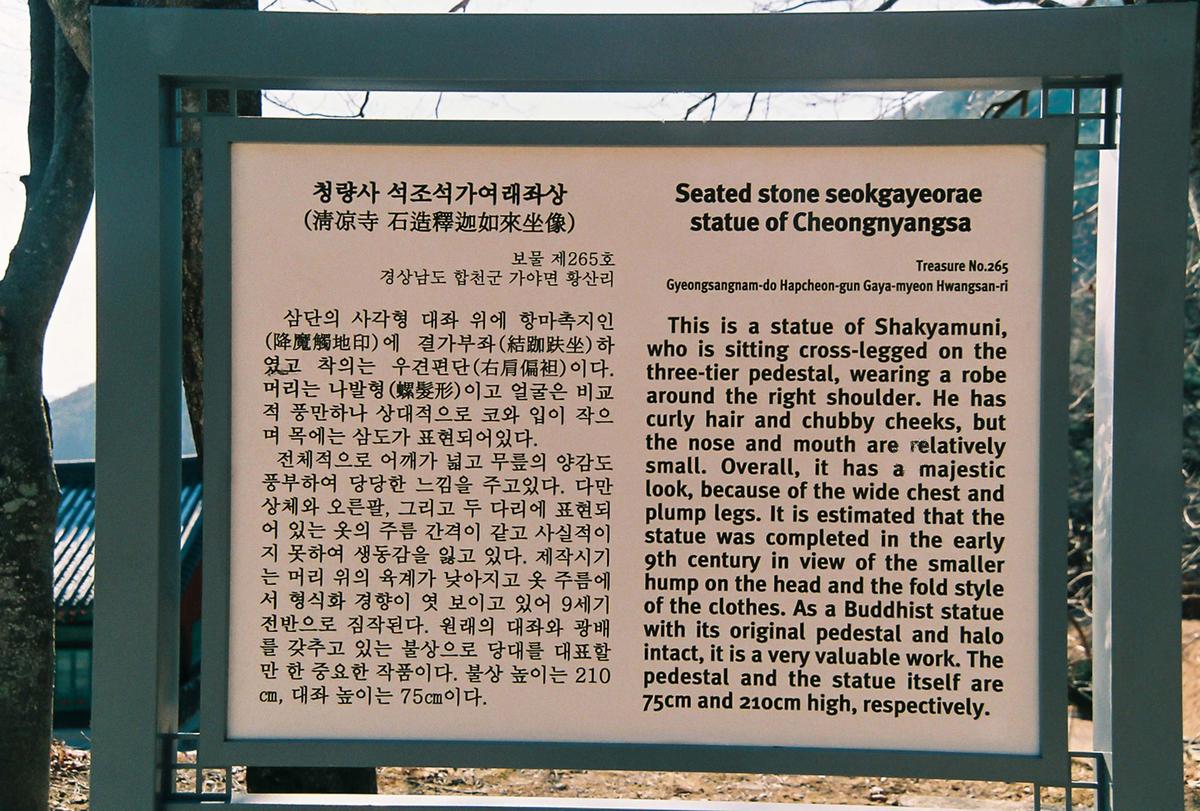 청량사 석조석가여래좌상
(淸凉寺 石造釋迦如來坐像)
보물 제265호
경상남도 합천군 가야면 황산리
삼단의 사각형 대좌 위에 항마촉지인
(降魔觸地印)에 결가부좌(結跏趺坐)하
였고 착의는 우견편단(右肩偏袒)이다.
머리는 나발형(螺髮形)이고 얼굴은 비교
적 풍만하나 상대적으로 코와 입이 작으
며 목에는 삼도가 표현되어있다.
전체적으로 어깨가 넓고 무릎의 양감도
풍부하여 당당한 느낌을 주고있다. 다만
상체와 오른팔, 그리고 두 다리에 표현되
어 있는 옷의 주름 간격이 같고 사실적이
지 못하여 생동감을 잃고 있다. 제작시기
는 머리 위의 육계가 낮아지고 옷 주름에
서 형식화 경향이 엿 보이고 있어 9세기
전반으로 짐작된다. 원래의 대좌와 광배
를 갖추고 있는 불상으로 당대를 대표할
만 한 중요한 작품이다. 불상 높이는 210
㎝, 대좌 높이는 75㎝이다.
Seated stone seokgayeorae
statue of Cheongnyangsa
Treasure No.265
Gyeongsangnam-do Hapcheon-gun Gaya-myeon Hwangsan-ri
This is a statue of Shakyamuni,
who is sitting cross-legged on the
three-tier pedestal, wearing a robe
around the right shoulder. He has
curly hair and chubby cheeks, but
the nose and mouth are relatively
small. Overall, it has a majestic
look, because of the wide chest and
plump legs. It is estimated that the
statue was completed in the early
9th century in view of the smaller
hump on the head and the fold style
of the clothes. As a Buddhist statue
with its original pedestal and halo
intact, it is a very valuable work. The
pedestal and the statue itself are
75cm and 210cm high, respectively.